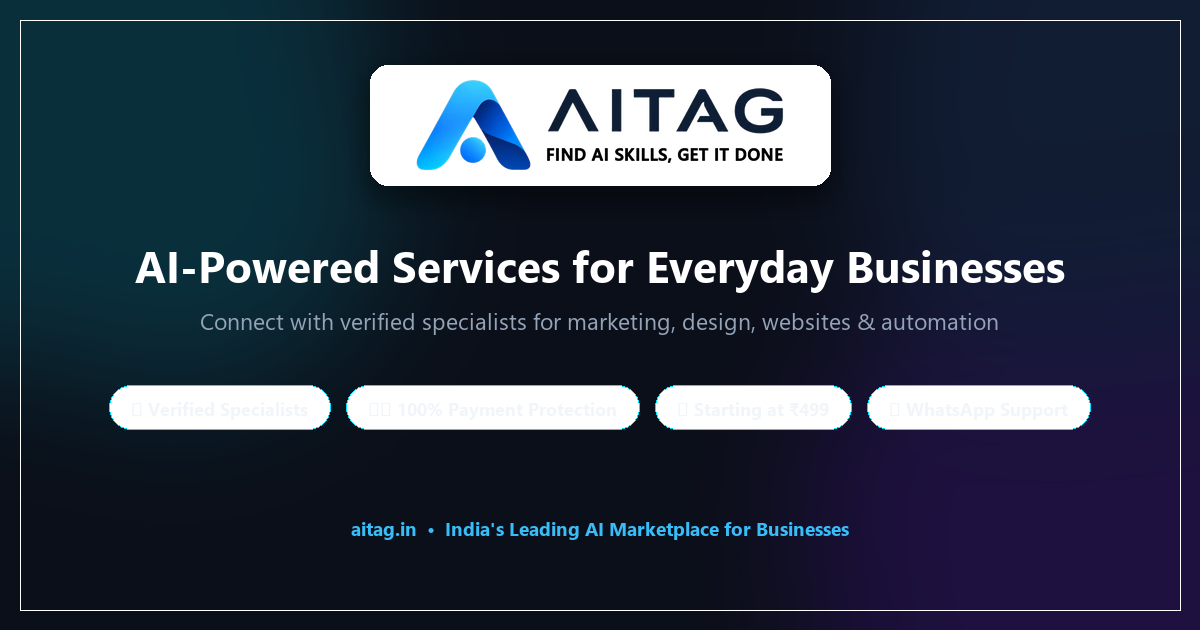 AITAG
FIND AI SKILLS, GET IT DONE
AI-Powered Services for Everyday Businesses
Connect with verified specialists for marketing, design, websites & automation
Verified Specialists
100% Payment Protection
Starting at ₹499
WhatsApp Support
aitag.in • India's Leading AI Marketplace for Businesses